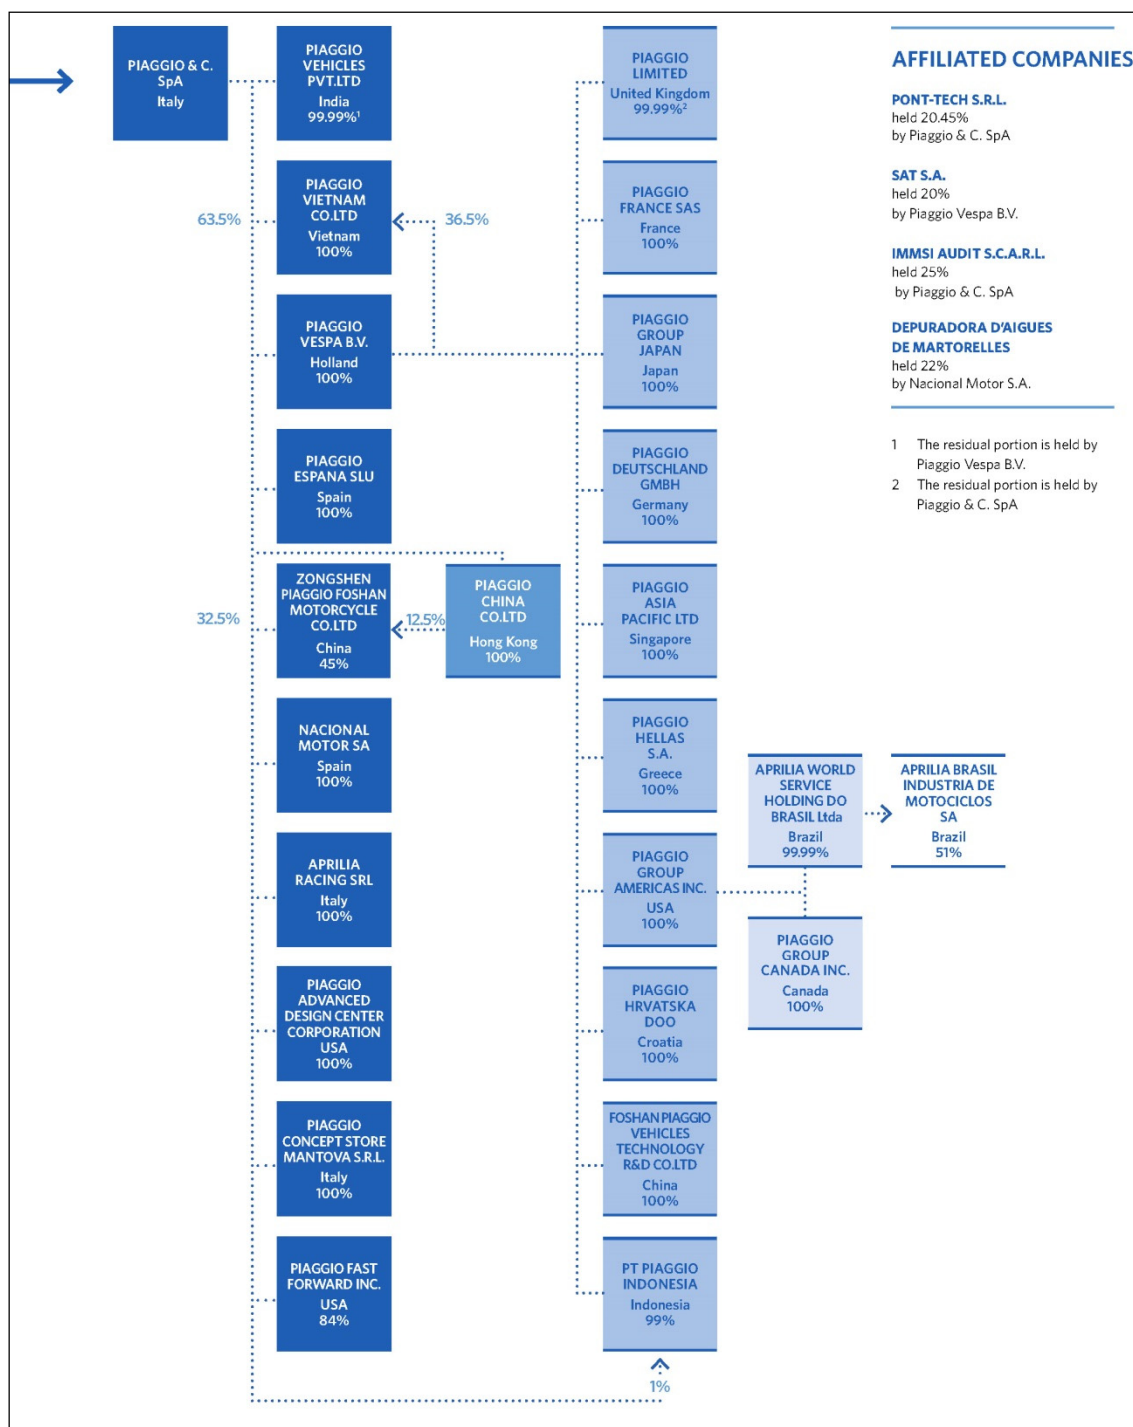 PIAGGIO & C.
SpA
Italy
PIAGGIO
VEHICLES
PVT.LTD
India
99.99%¹
63.5%
PIAGGIO
VIETNAM
CO.LTD
Vietnam
100%
36.5%
PIAGGIO
VESPA B.V.
Holland
100%
PIAGGIO
ESPANA SLU
Spain
100%
32.5%
ZONGSHEN
PIAGGIO FOSHAN
MOTORCYCLE
CO.LTD
China
45%
12.5%
PIAGGIO
CHINA
CO.LTD
Hong Kong
100%
NACIONAL
MOTOR SA
Spain
100%
APRILIA
RACING SRL
Italy
100%
PIAGGIO
ADVANCED
DESIGN CENTER
CORPORATION
USA
100%
PIAGGIO
CONCEPT STORE
MANTOVA S.R.L.
Italy
100%
PIAGGIO FAST
FORWARD INC.
USA
84%
PIAGGIO
LIMITED
United Kingdom
99.99%²
PIAGGIO
FRANCE SAS
France
100%
PIAGGIO
GROUP
JAPAN
Japan
100%
PIAGGIO
DEUTSCHLAND
GMBH
Germany
100%
PIAGGIO
ASIA
PACIFIC LTD
Singapore
100%
PIAGGIO
HELLAS
S.A.
Greece
100%
PIAGGIO
GROUP
AMERICAS INC.
USA
100%
PIAGGIO
HRVATSKA
DOO
Croatia
100%
FOSHAN PIAGGIO
VEHICLES
TECHNOLOGY
R&D CO.LTD
China
100%
PT PIAGGIO
INDONESIA
Indonesia
99%
1%
APRILIA WORLD
SERVICE
HOLDING DO
BRASIL Ltda
Brazil
99.99%
APRILIA BRASIL
INDUSTRIA DE
MOTOCICLOS
SA
Brazil
51%
PIAGGIO
GROUP
CANADA INC.
Canada
100%
AFFILIATED COMPANIES
PONT-TECH S.R.L.
held 20.45%
by Piaggio & C. SpA
SAT S.A.
held 20%
by Piaggio Vespa B.V.
IMMSI AUDIT S.C.A.R.L.
held 25%
by Piaggio & C. SpA
DEPURADORA D'AIGUES
DE MARTORELLES
held 22%
by Nacional Motor S.A.
1 The residual portion is held by
Piaggio Vespa B.V.
2 The residual portion is held by
Piaggio & C. SpA